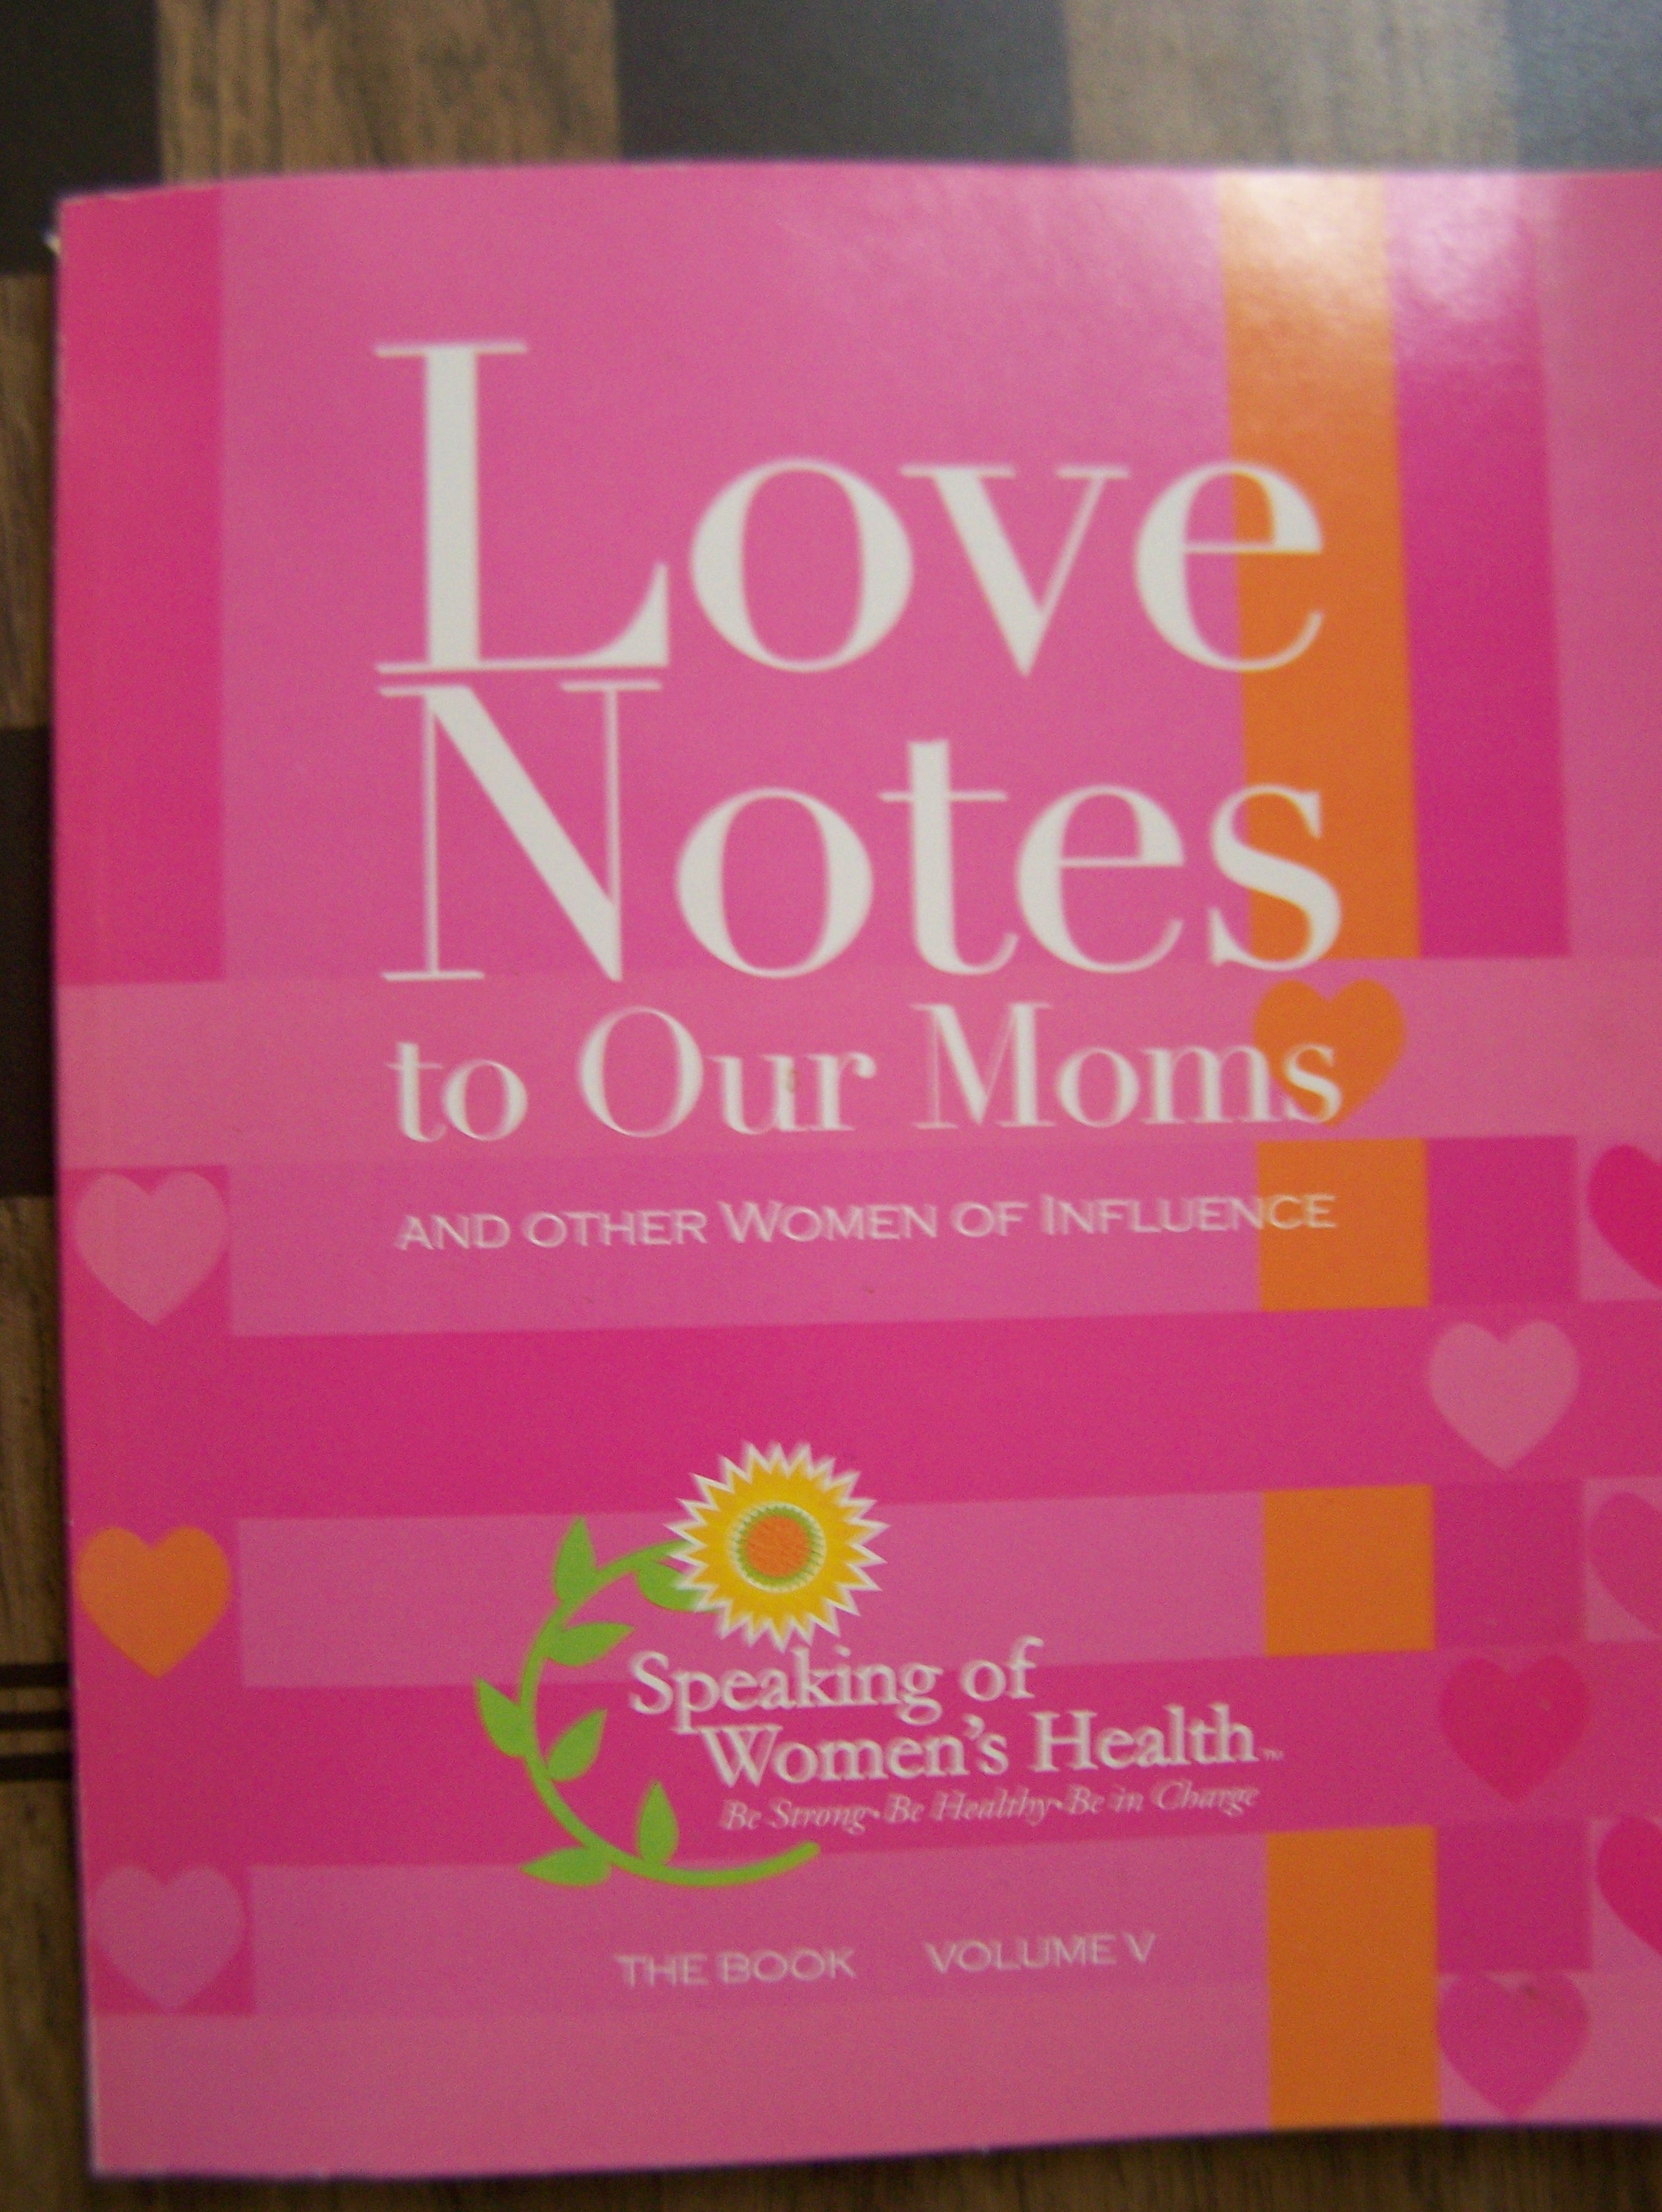 Love
Notes
to Our Moms
AND OTHER WOMEN OF INFLUENCE
Speaking of
Women's Health™
Be Strong•Be Healthy•Be in Charge
THE BOOK VOLUME V